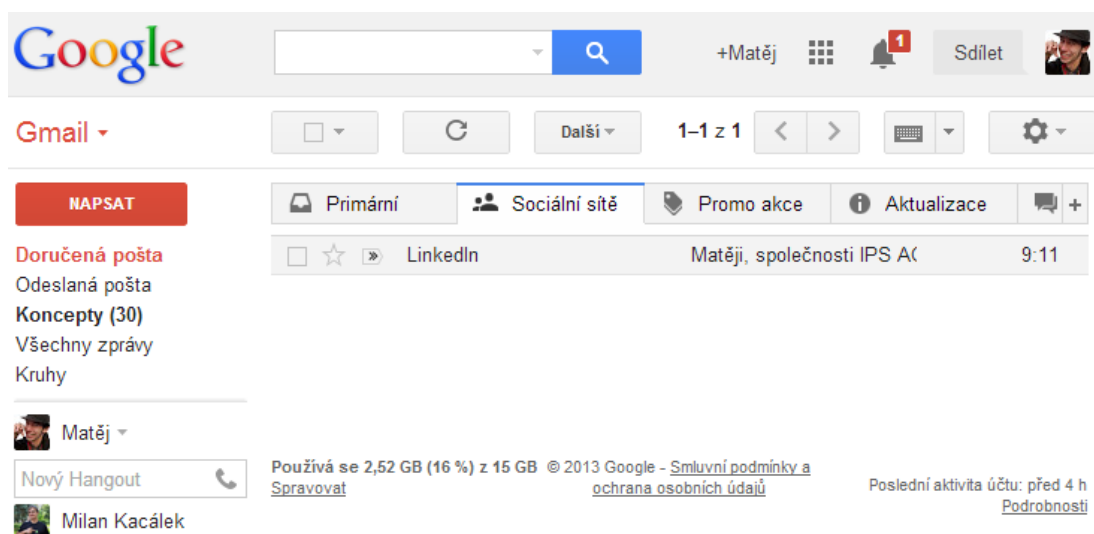 Google
+Matěj 1 Sdílet
Gmail
Další 1–1 z 1
NAPSAT
Primární Sociální sítě Promo akce Aktualizace +
Doručená pošta
LinkedIn Matěji, společnosti IPS 9:11
Odeslaná pošta
Koncepty (30)
Všechny zprávy
Kruhy
Matěj
Nový Hangout
Milan Kacálek
Používá se 2,52 GB (16 %) z 15 GB © 2013 Google - Smluvní podmínky a
Spravovat ochrana osobních údajů
Poslední aktivita účtu: před 4 h
Podrobnosti